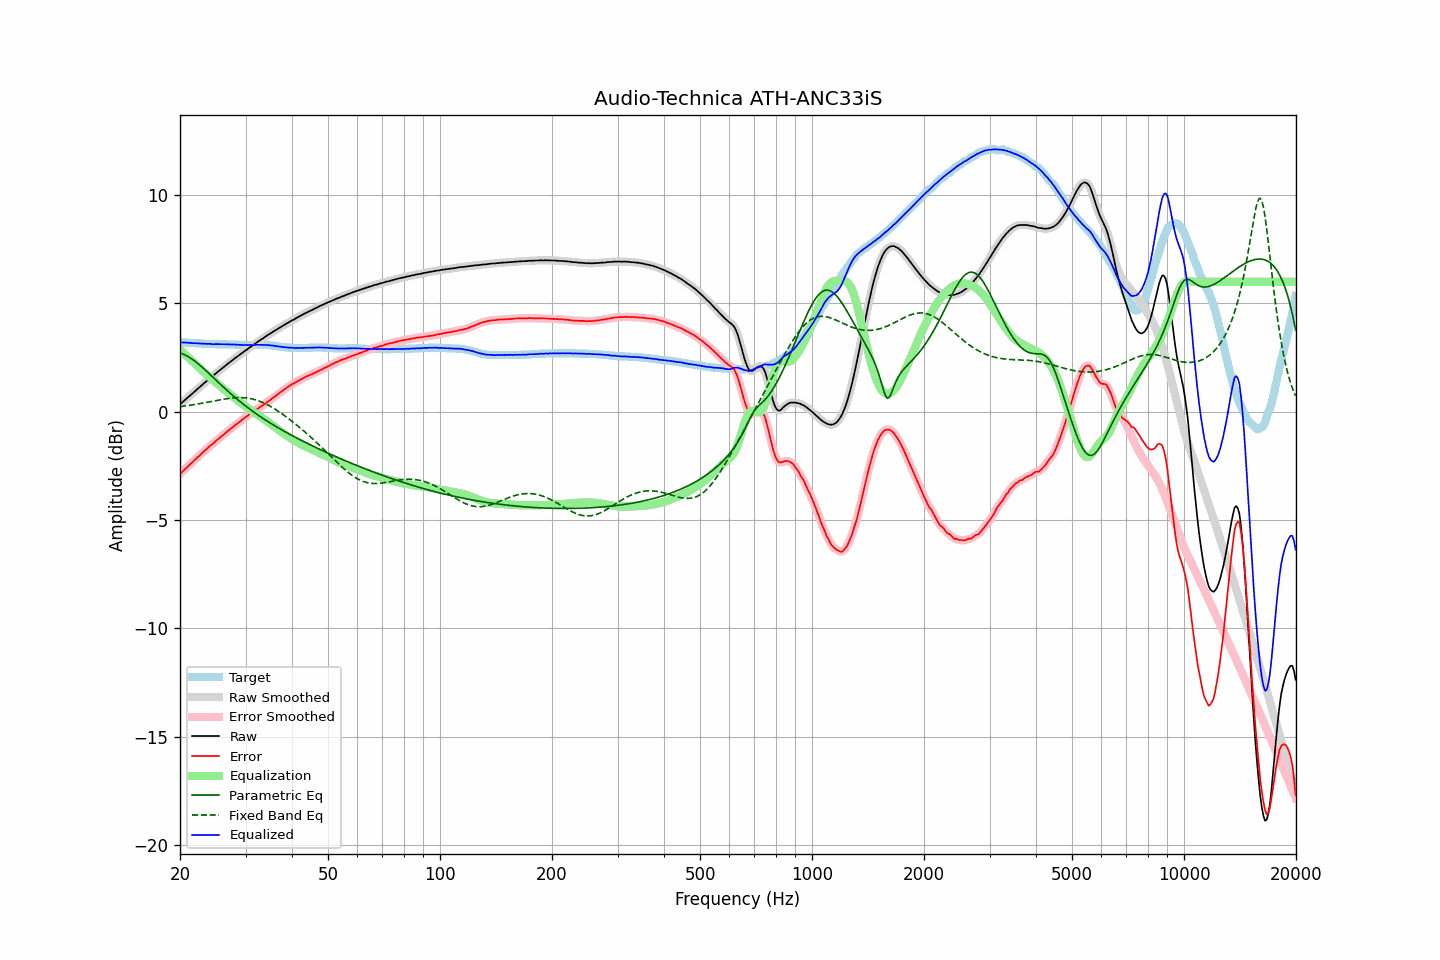 Audio-Technica ATH-ANC33iS
Amplitude (dBr)
10
5
0
−5
−10
−15
−20
Target
Raw Smoothed
Error Smoothed
Raw
Error
Equalization
Parametric Eq
Fixed Band Eq
Equalized
20 50 100 200 500 1000 2000 5000 10000 20000
Frequency (Hz)